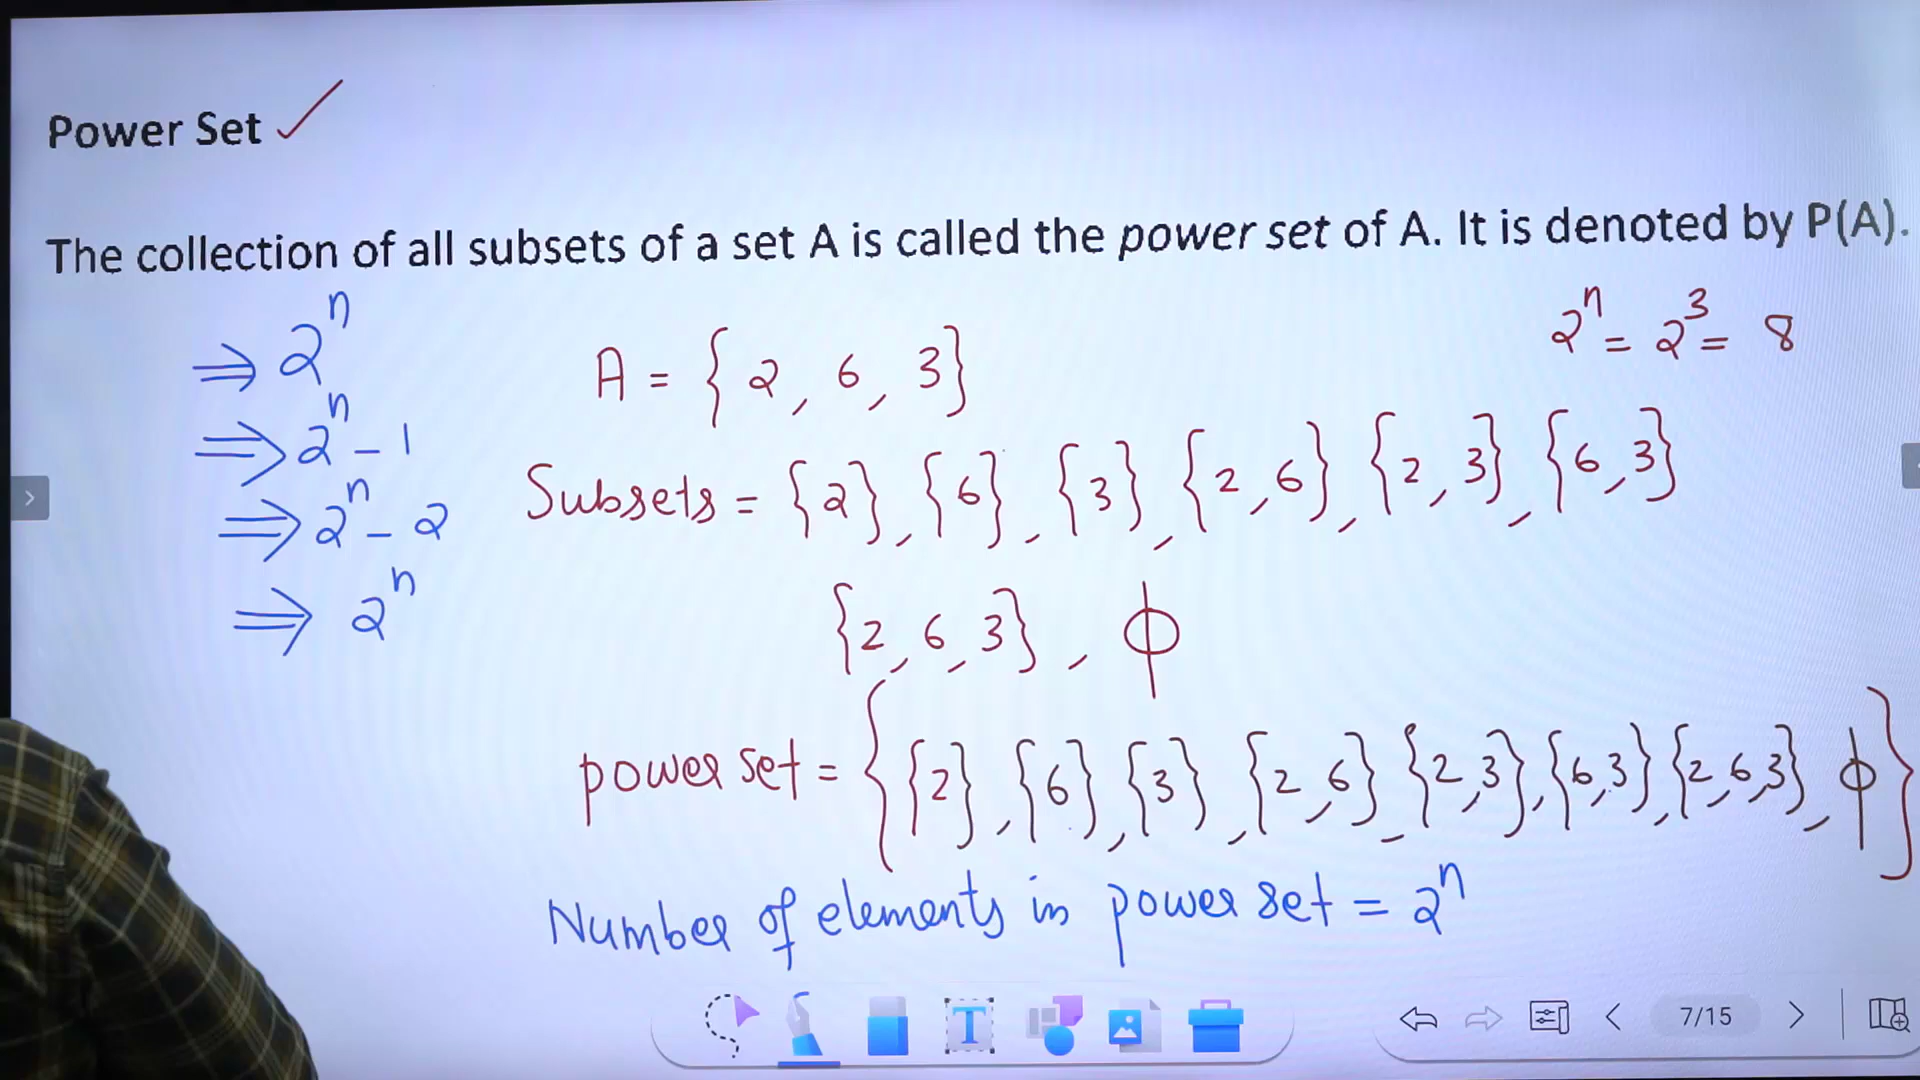 Power Set
The collection of all subsets of a set A is called the power set of A. It is denoted by P(A).
⇒ 2ⁿ
⇒ 2ⁿ - 1
⇒ 2ⁿ - 2
⇒ 2ⁿ
2ⁿ = 2³ = 8
A = { 2, 6, 3 }
Subsets = {2}, {6}, {3}, {2,6}, {2,3}, {6,3}
{2, 6, 3}, ϕ
power set = { {2}, {6}, {3}, {2,6}, {2,3}, {6,3}, {2,6,3}, ϕ }
Number of elements in power set = 2ⁿ
T
7/15